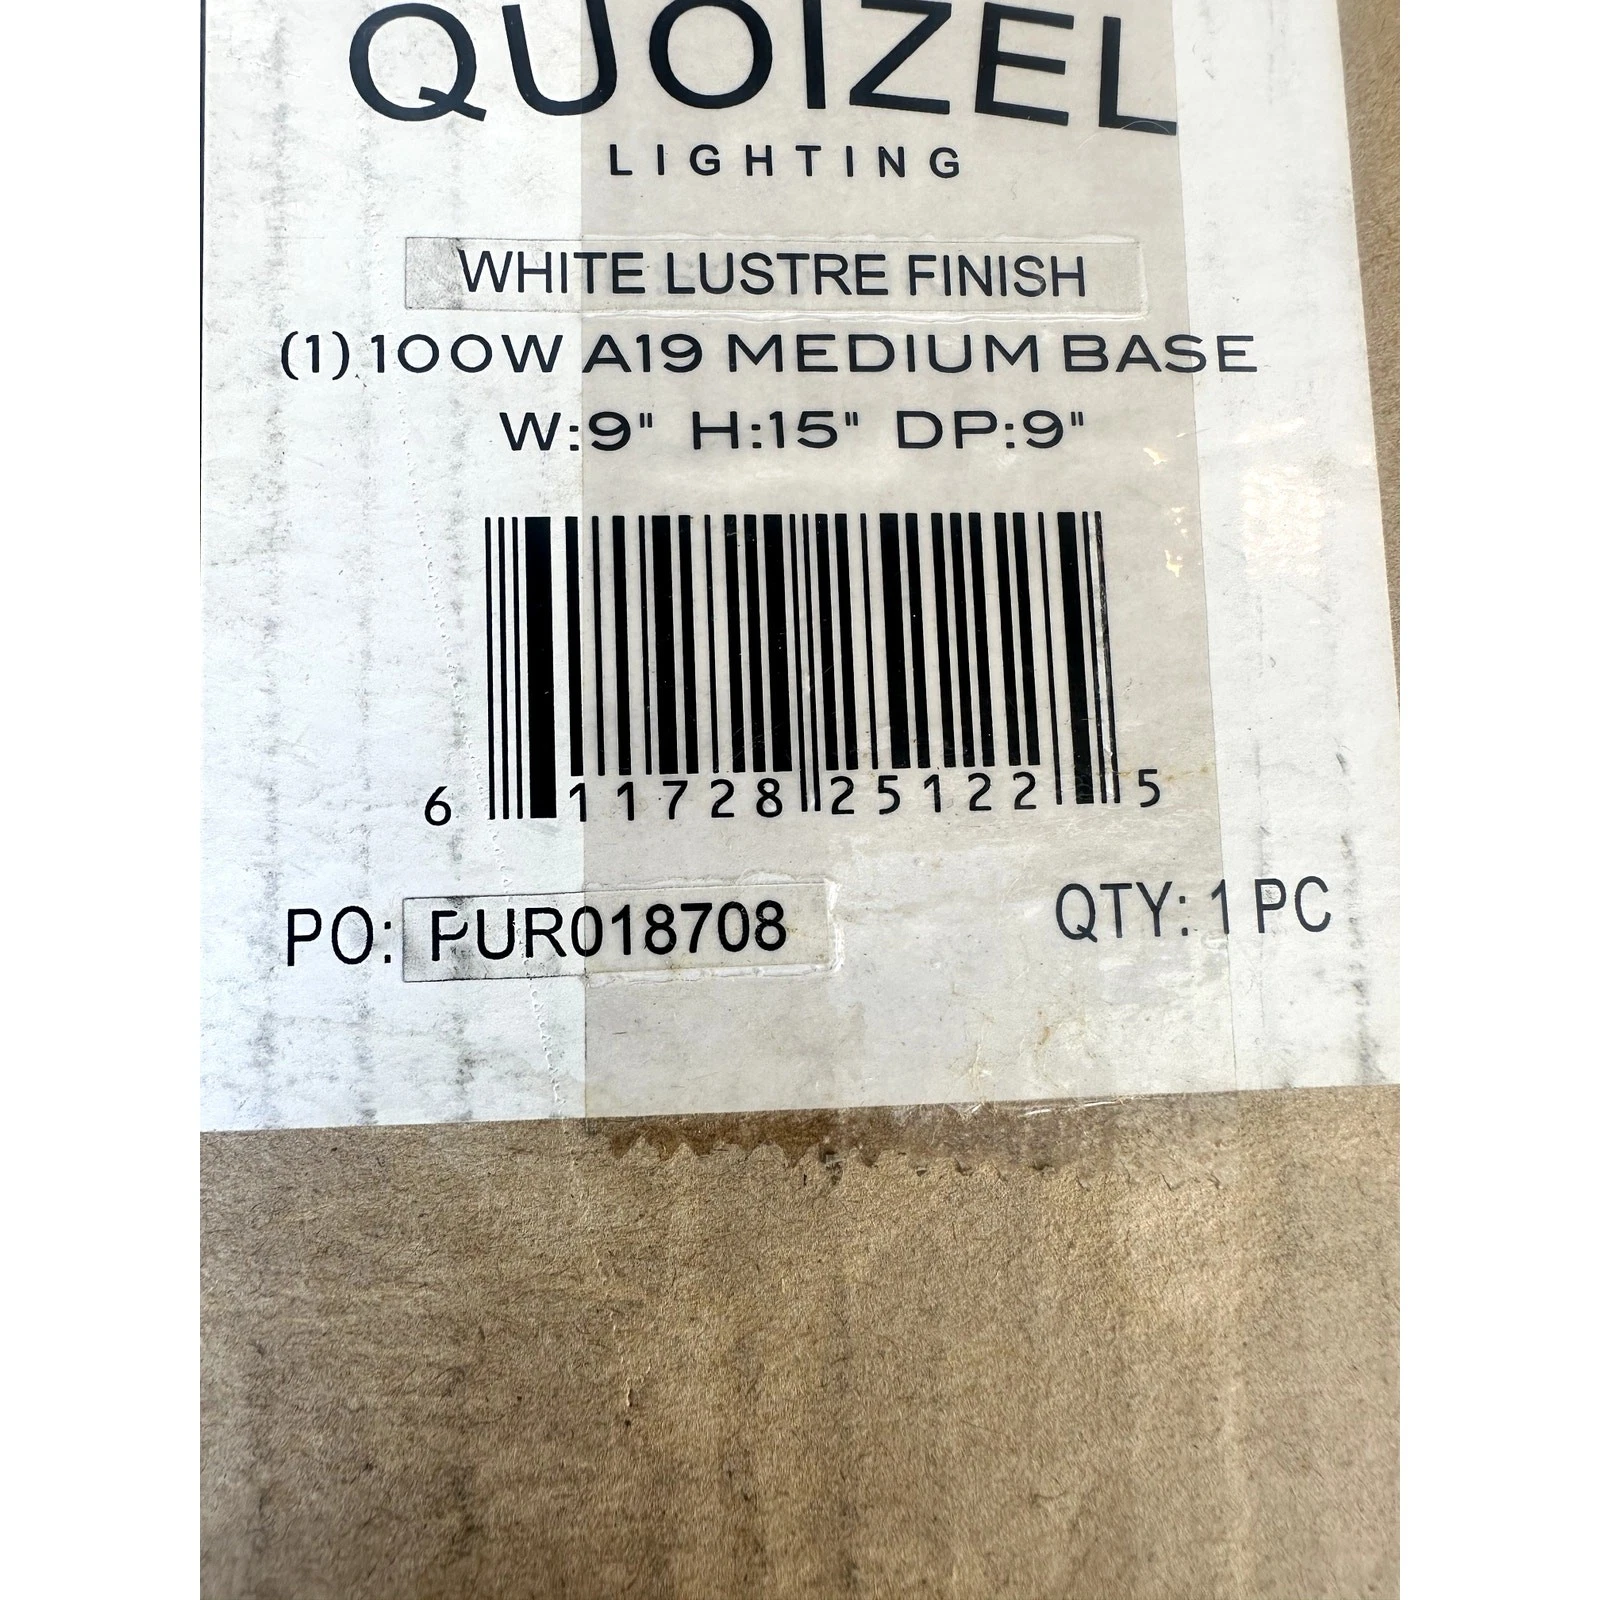 QUOIZEL
LIGHTING
WHITE LUSTRE FINISH
(1) 100W A19 MEDIUM BASE
W:9" H:15" DP:9"
6 11728 25122 5
PO: PUR018708 QTY: 1 PC